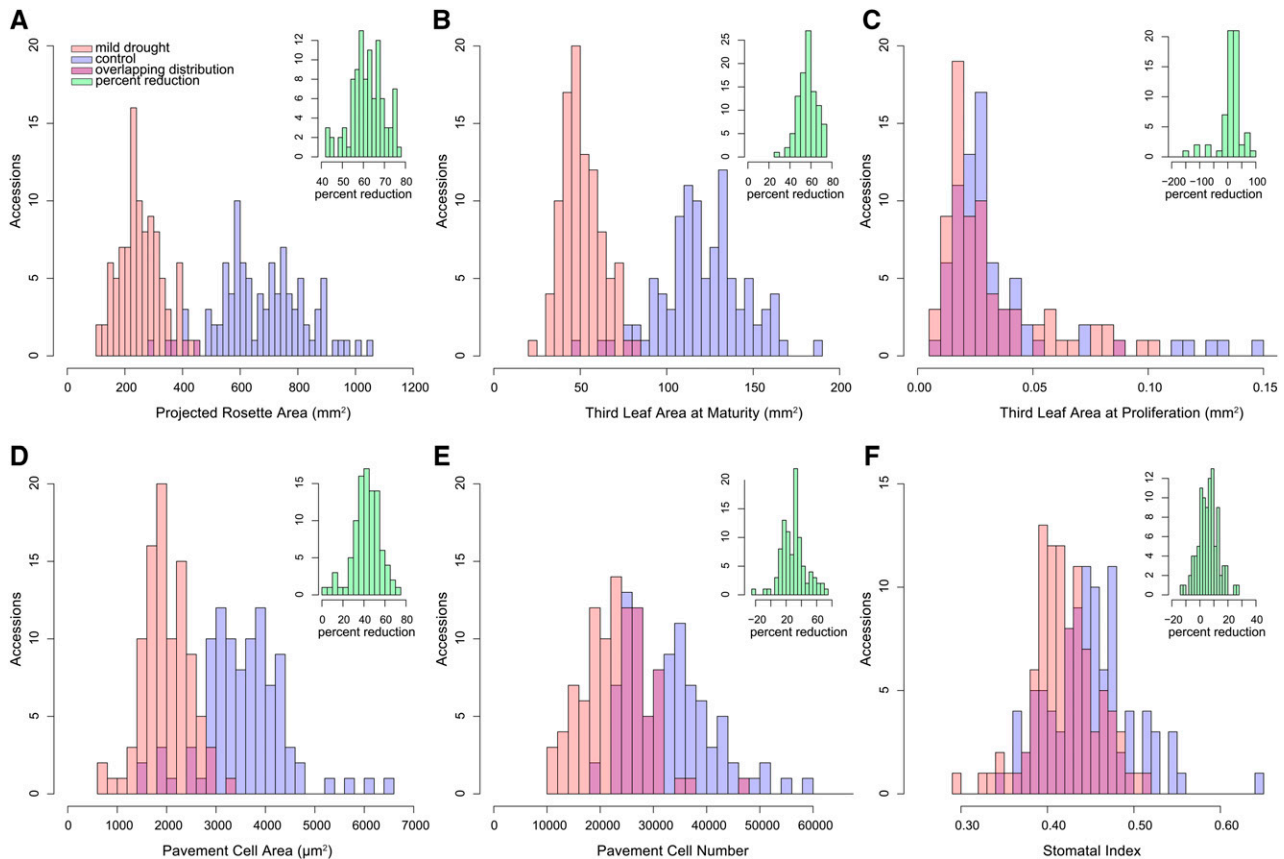 A
20
15
10
5
0
Accessions
mild drought
control
overlapping distribution
percent reduction
12
10
8
6
4
2
0
40 50 60 70 80
percent reduction
0 200 400 600 800 1000 1200
Projected Rosette Area (mm²)
B
20
15
10
5
0
Accessions
25
20
15
10
5
0
0 20 40 60 80
percent reduction
0 50 100 150 200
Third Leaf Area at Maturity (mm²)
C
20
15
10
5
0
Accessions
20
15
10
5
0
−200 −100 0 100
percent reduction
0.00 0.05 0.10 0.15
Third Leaf Area at Proliferation (mm²)
D
20
15
10
5
0
Accessions
15
10
5
0
0 20 40 60 80
percent reduction
0 1000 2000 3000 4000 5000 6000 7000
Pavement Cell Area (µm²)
E
20
15
10
5
0
Accessions
20
15
10
5
0
−20 20 60
percent reduction
0 10000 20000 30000 40000 50000 60000
Pavement Cell Number
F
15
10
5
0
Accessions
12
10
8
6
4
2
0
−20 0 20 40
percent reduction
0.30 0.40 0.50 0.60
Stomatal Index